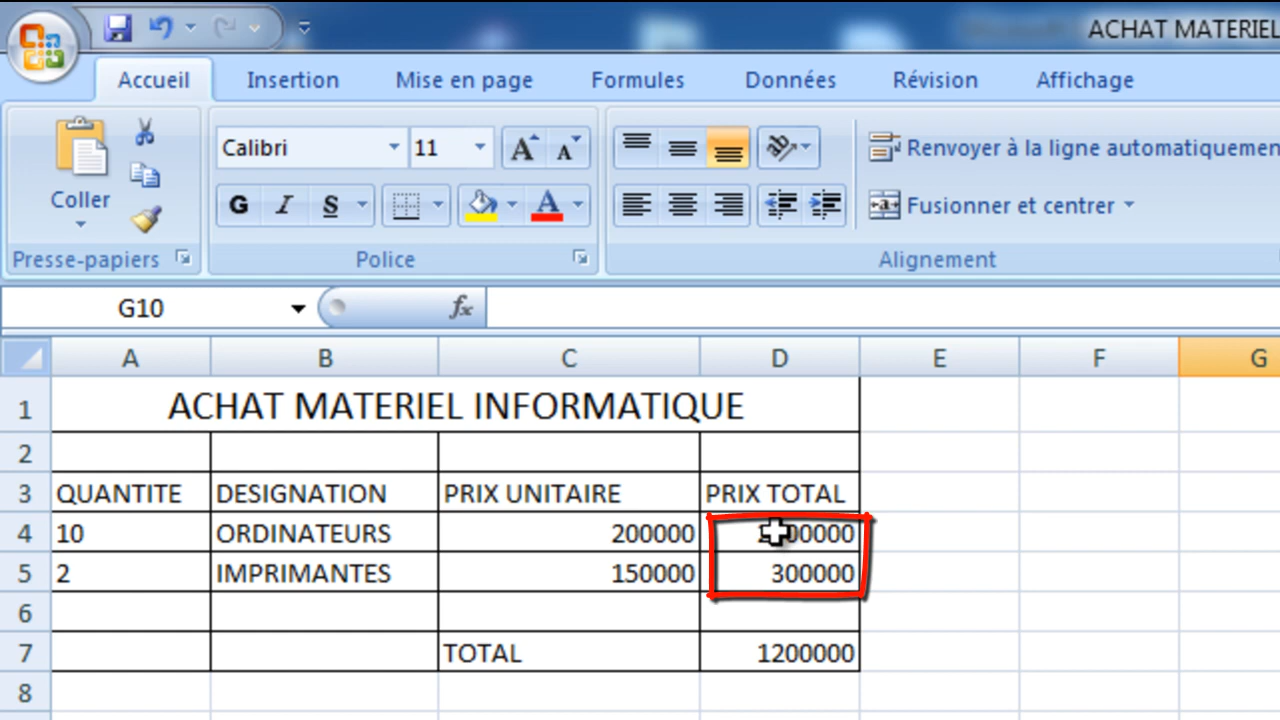 ACHAT MATERIEL
Accueil Insertion Mise en page Formules Données Révision Affichage
Calibri 11
Renvoyer à la ligne automatiquemen
Coller
G I S
Fusionner et centrer
Presse-papiers Police Alignement
G10 fx
A B C D E F G
1 ACHAT MATERIEL INFORMATIQUE
2
3 QUANTITE DESIGNATION PRIX UNITAIRE PRIX TOTAL
4 10 ORDINATEURS 200000
5 2 IMPRIMANTES 150000 300000
6
7 TOTAL 1200000
8